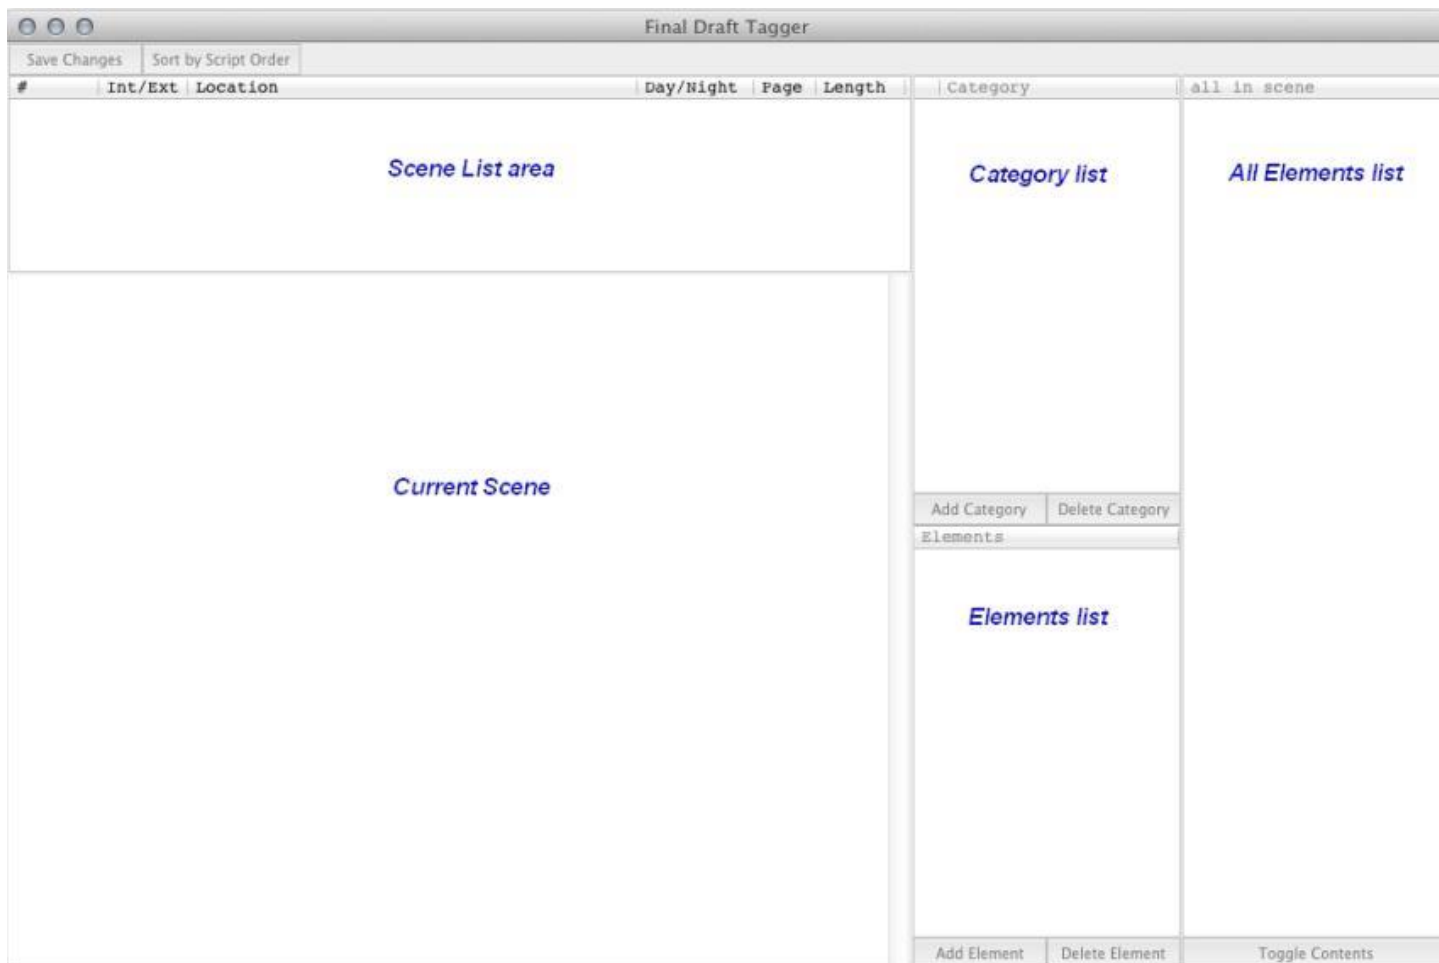 Final Draft Tagger
Save Changes Sort by Script Order
# Int/Ext Location Day/Night Page Length Category all in scene
Scene List area
Category list
All Elements list
Current Scene
Add Category Delete Category
Elements
Elements list
Add Element Delete Element Toggle Contents